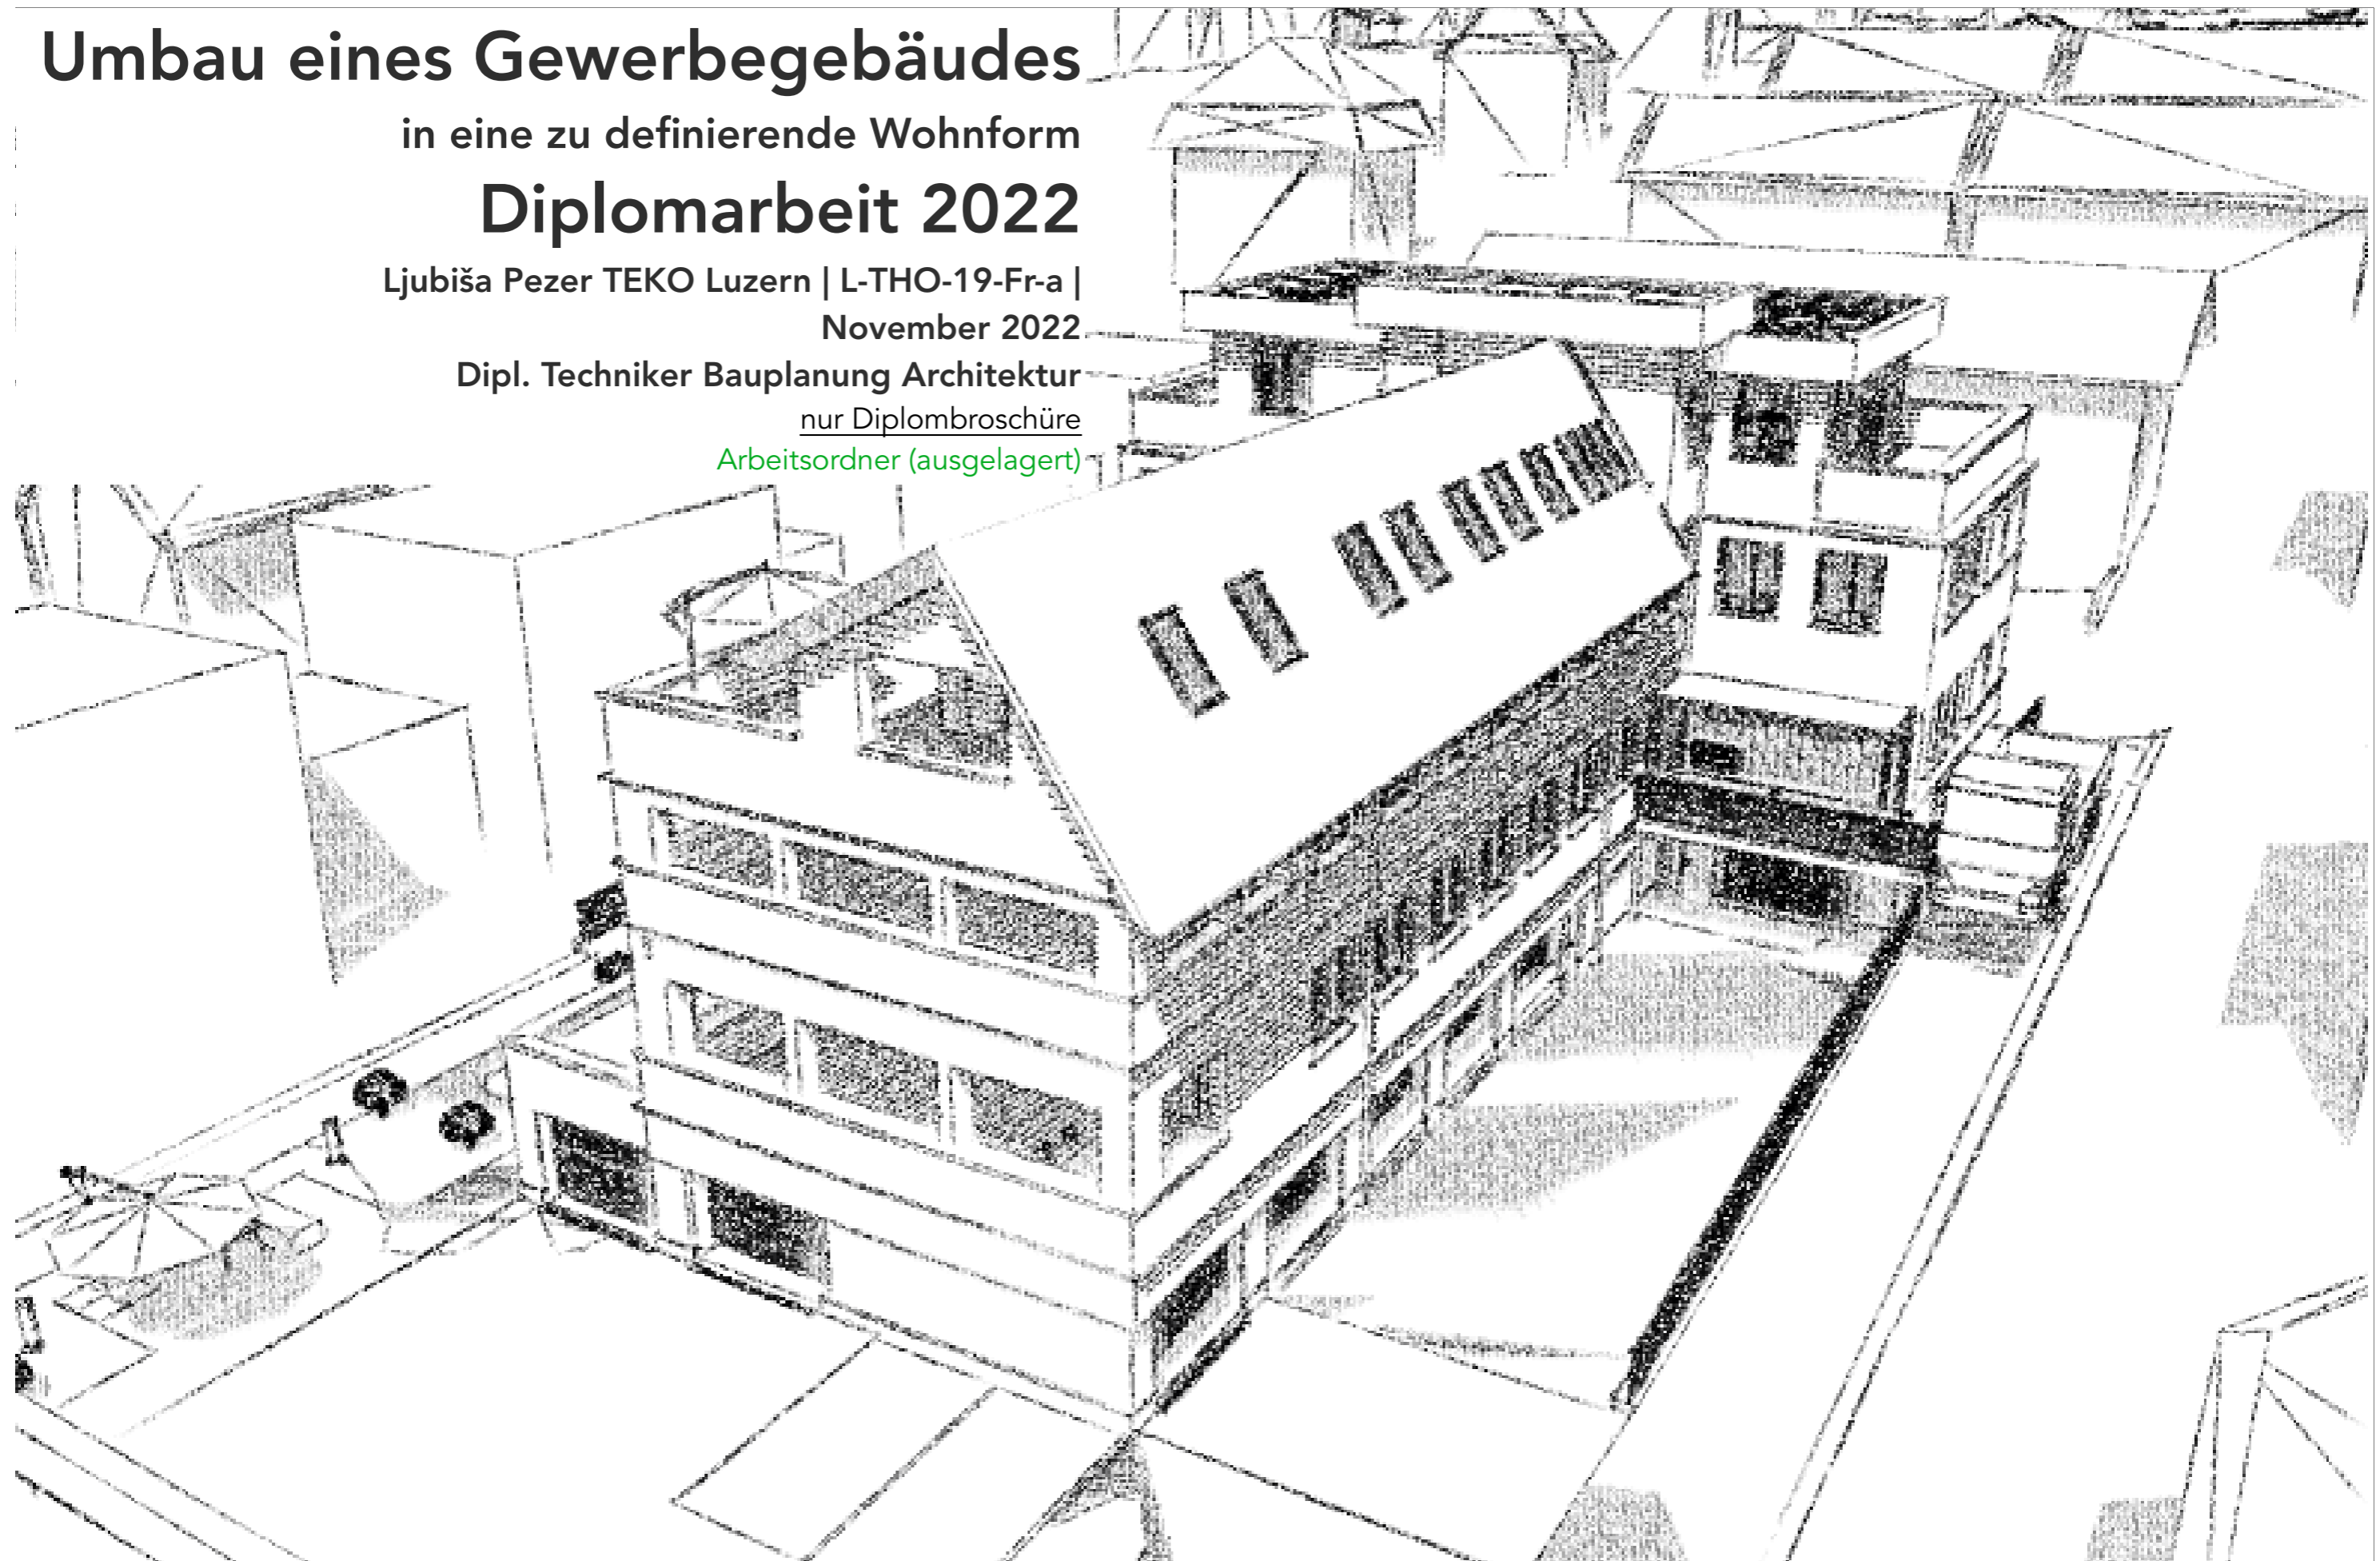 Umbau eines Gewerbegebäudes
in eine zu definierende Wohnform
Diplomarbeit 2022
Ljubiša Pezer TEKO Luzern | L-THO-19-Fr-a |
November 2022
Dipl. Techniker Bauplanung Architektur
nur Diplombroschüre
Arbeitsordner (ausgelagert)